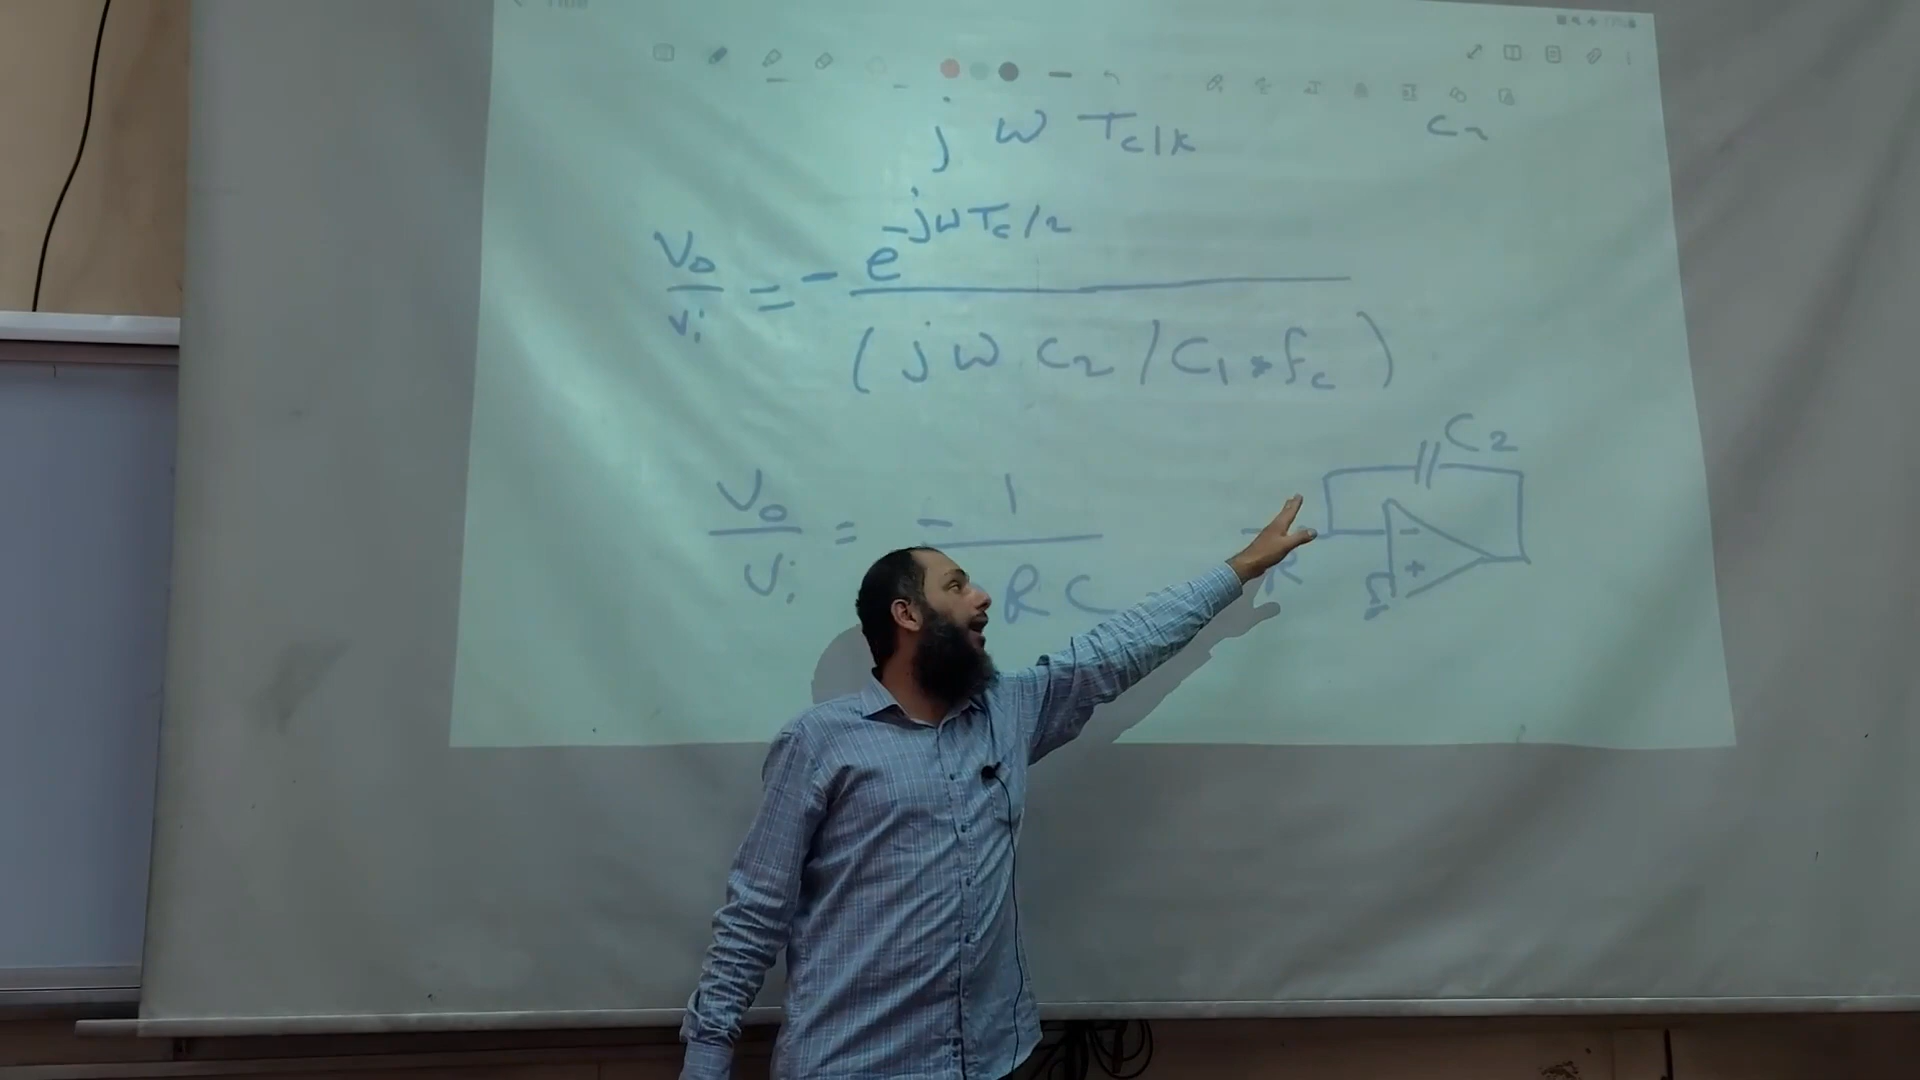 j ω Tclk
C2
e^-jωTc/2
Vo
Vi
= -
(jω C2 / C1 * fc)
C2
Vo
Vi
= -
1
RC
R
-
+